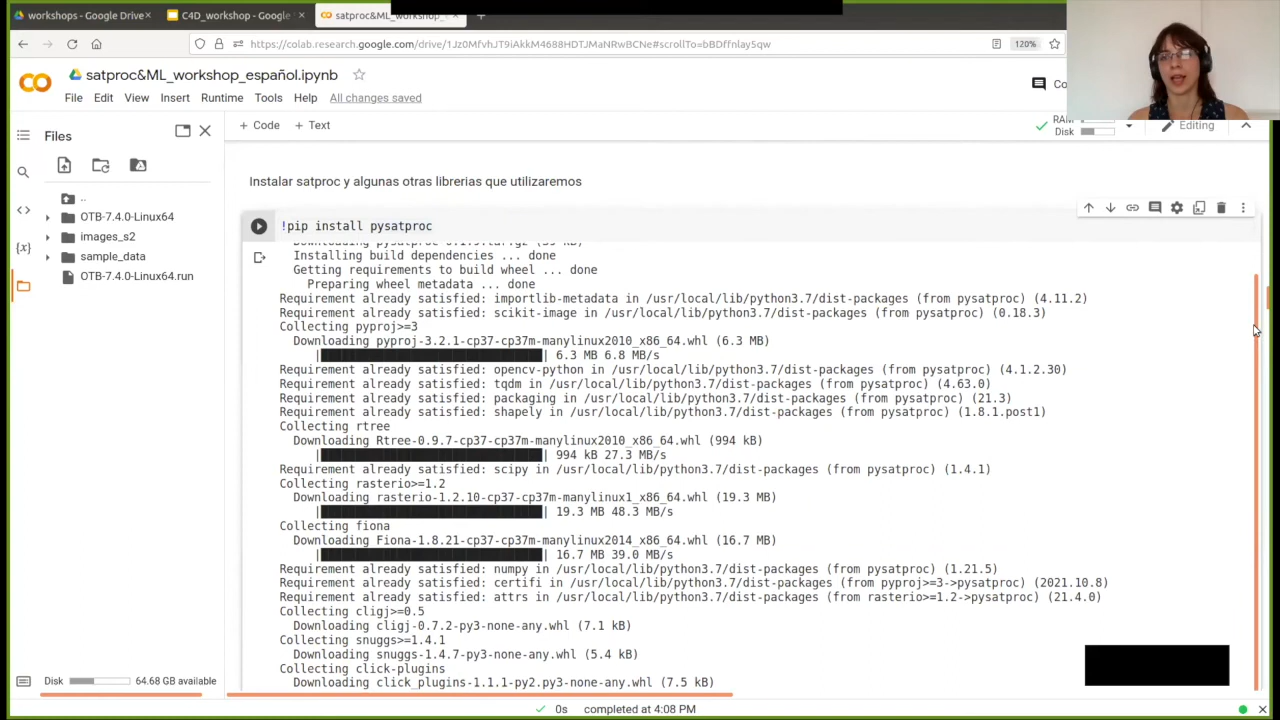 workshops - Google Drive
C4D_workshop - Google
satproc&ML_workshop_e
https://colab.research.google.com/drive/1Jz0MfvhJT9iAkkM4688HDTJMaNRwBCNe#scrollTo=bBDffnlay5qw
120%
satproc&ML_workshop_español.ipynb
File Edit View Insert Runtime Tools Help All changes saved
Files
+ Code + Text
RAM
Disk
Editing
Instalar satproc y algunas otras librerias que utilizaremos
..
OTB-7.4.0-Linux64
images_s2
sample_data
OTB-7.4.0-Linux64.run
!pip install pysatproc
Downloading pysatproc-0.1.9.tar.gz (39 kB)
Installing build dependencies ... done
Getting requirements to build wheel ... done
Preparing wheel metadata ... done
Requirement already satisfied: importlib-metadata in /usr/local/lib/python3.7/dist-packages (from pysatproc) (4.11.2)
Requirement already satisfied: scikit-image in /usr/local/lib/python3.7/dist-packages (from pysatproc) (0.18.3)
Collecting pyproj>=3
Downloading pyproj-3.2.1-cp37-cp37m-manylinux2010_x86_64.whl (6.3 MB)
|████████████████████████████████| 6.3 MB 6.8 MB/s
Requirement already satisfied: opencv-python in /usr/local/lib/python3.7/dist-packages (from pysatproc) (4.1.2.30)
Requirement already satisfied: tqdm in /usr/local/lib/python3.7/dist-packages (from pysatproc) (4.63.0)
Requirement already satisfied: packaging in /usr/local/lib/python3.7/dist-packages (from pysatproc) (21.3)
Requirement already satisfied: shapely in /usr/local/lib/python3.7/dist-packages (from pysatproc) (1.8.1.post1)
Collecting rtree
Downloading Rtree-0.9.7-cp37-cp37m-manylinux2010_x86_64.whl (994 kB)
|████████████████████████████████| 994 kB 27.3 MB/s
Requirement already satisfied: scipy in /usr/local/lib/python3.7/dist-packages (from pysatproc) (1.4.1)
Collecting rasterio>=1.2
Downloading rasterio-1.2.10-cp37-cp37m-manylinux1_x86_64.whl (19.3 MB)
|████████████████████████████████| 19.3 MB 48.3 MB/s
Collecting fiona
Downloading Fiona-1.8.21-cp37-cp37m-manylinux2014_x86_64.whl (16.7 MB)
|████████████████████████████████| 16.7 MB 39.0 MB/s
Requirement already satisfied: numpy in /usr/local/lib/python3.7/dist-packages (from pysatproc) (1.21.5)
Requirement already satisfied: certifi in /usr/local/lib/python3.7/dist-packages (from pyproj>=3->pysatproc) (2021.10.8)
Requirement already satisfied: attrs in /usr/local/lib/python3.7/dist-packages (from rasterio>=1.2->pysatproc) (21.4.0)
Collecting cligj>=0.5
Downloading cligj-0.7.2-py3-none-any.whl (7.1 kB)
Collecting snuggs>=1.4.1
Downloading snuggs-1.4.7-py3-none-any.whl (5.4 kB)
Collecting click-plugins
Downloading click_plugins-1.1.1-py2.py3-none-any.whl (7.5 kB)
Disk 64.68 GB available
0s completed at 4:08 PM